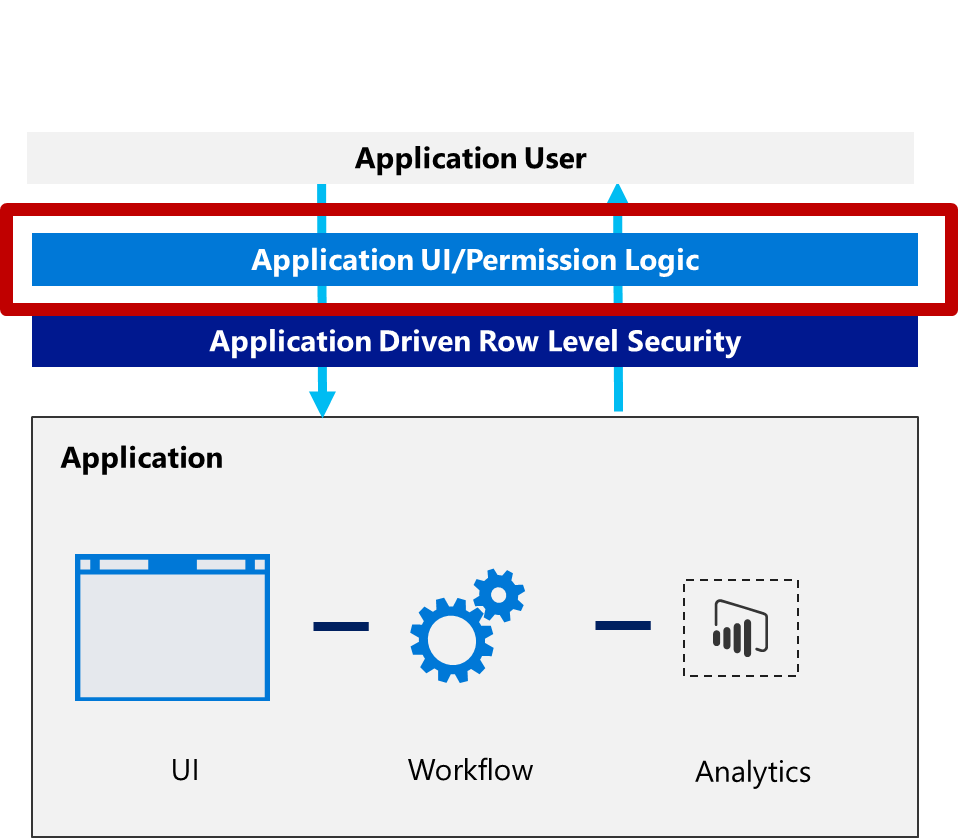 Application User
Application UI/Permission Logic
Application Driven Row Level Security
Application
UI
Workflow
Analytics